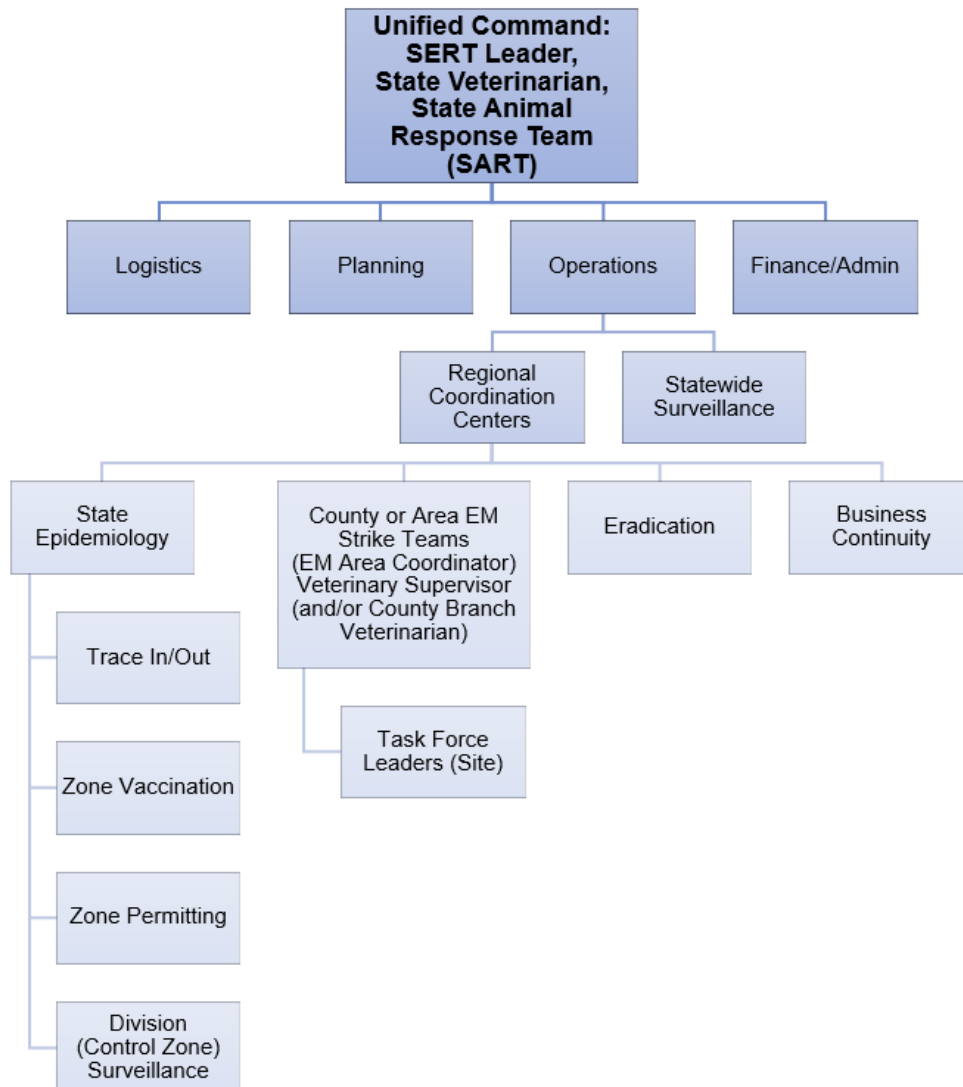 Unified Command:
SERT Leader,
State Veterinarian,
State Animal
Response Team
(SART)
Logistics
Planning
Operations
Finance/Admin
Regional
Coordination
Centers
Statewide
Surveillance
State
Epidemiology
County or Area EM
Strike Teams
(EM Area Coordinator)
Veterinary Supervisor
(and/or County Branch
Veterinarian)
Eradication
Business
Continuity
Trace In/Out
Zone Vaccination
Zone Permitting
Division
(Control Zone)
Surveillance
Task Force
Leaders (Site)